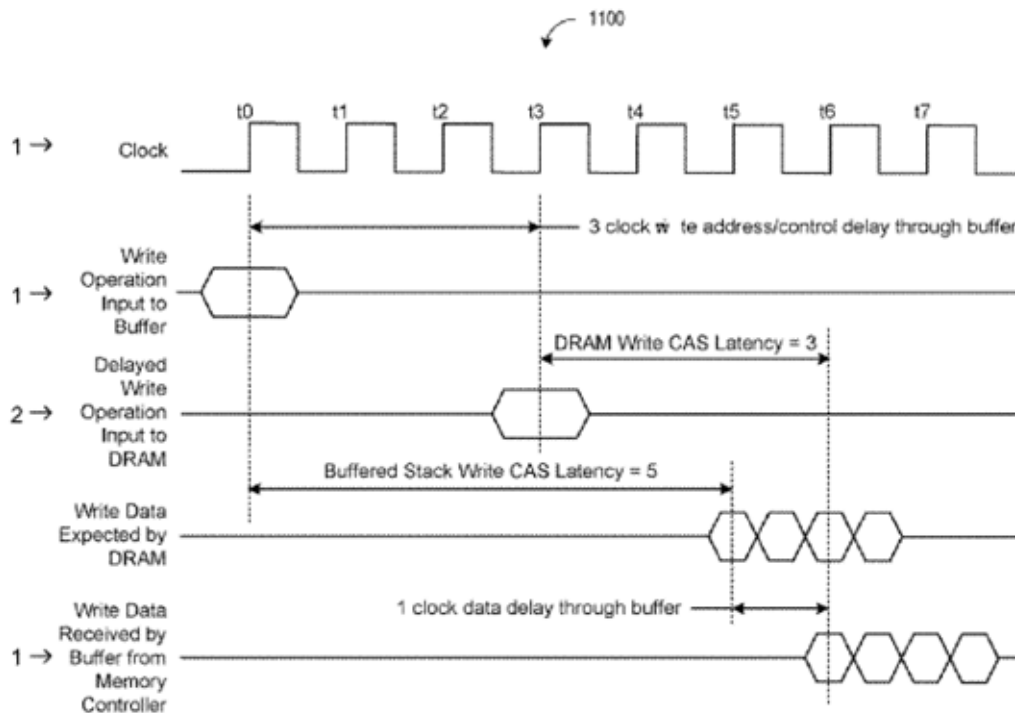 1100
t0 t1 t2 t3 t4 t5 t6 t7
1→ Clock
3 clock te address/control delay through buffer
Write
Operation
1→ Input to
Buffer
DRAM Write CAS Latency = 3
Delayed
Write
2→ Operation
Input to
DRAM
Buffered Stack Write CAS Latency = 5
Write Data
Expected by
DRAM
1 clock data delay through buffer
Write Data
Received by
1→ Buffer from
Memory
Controller